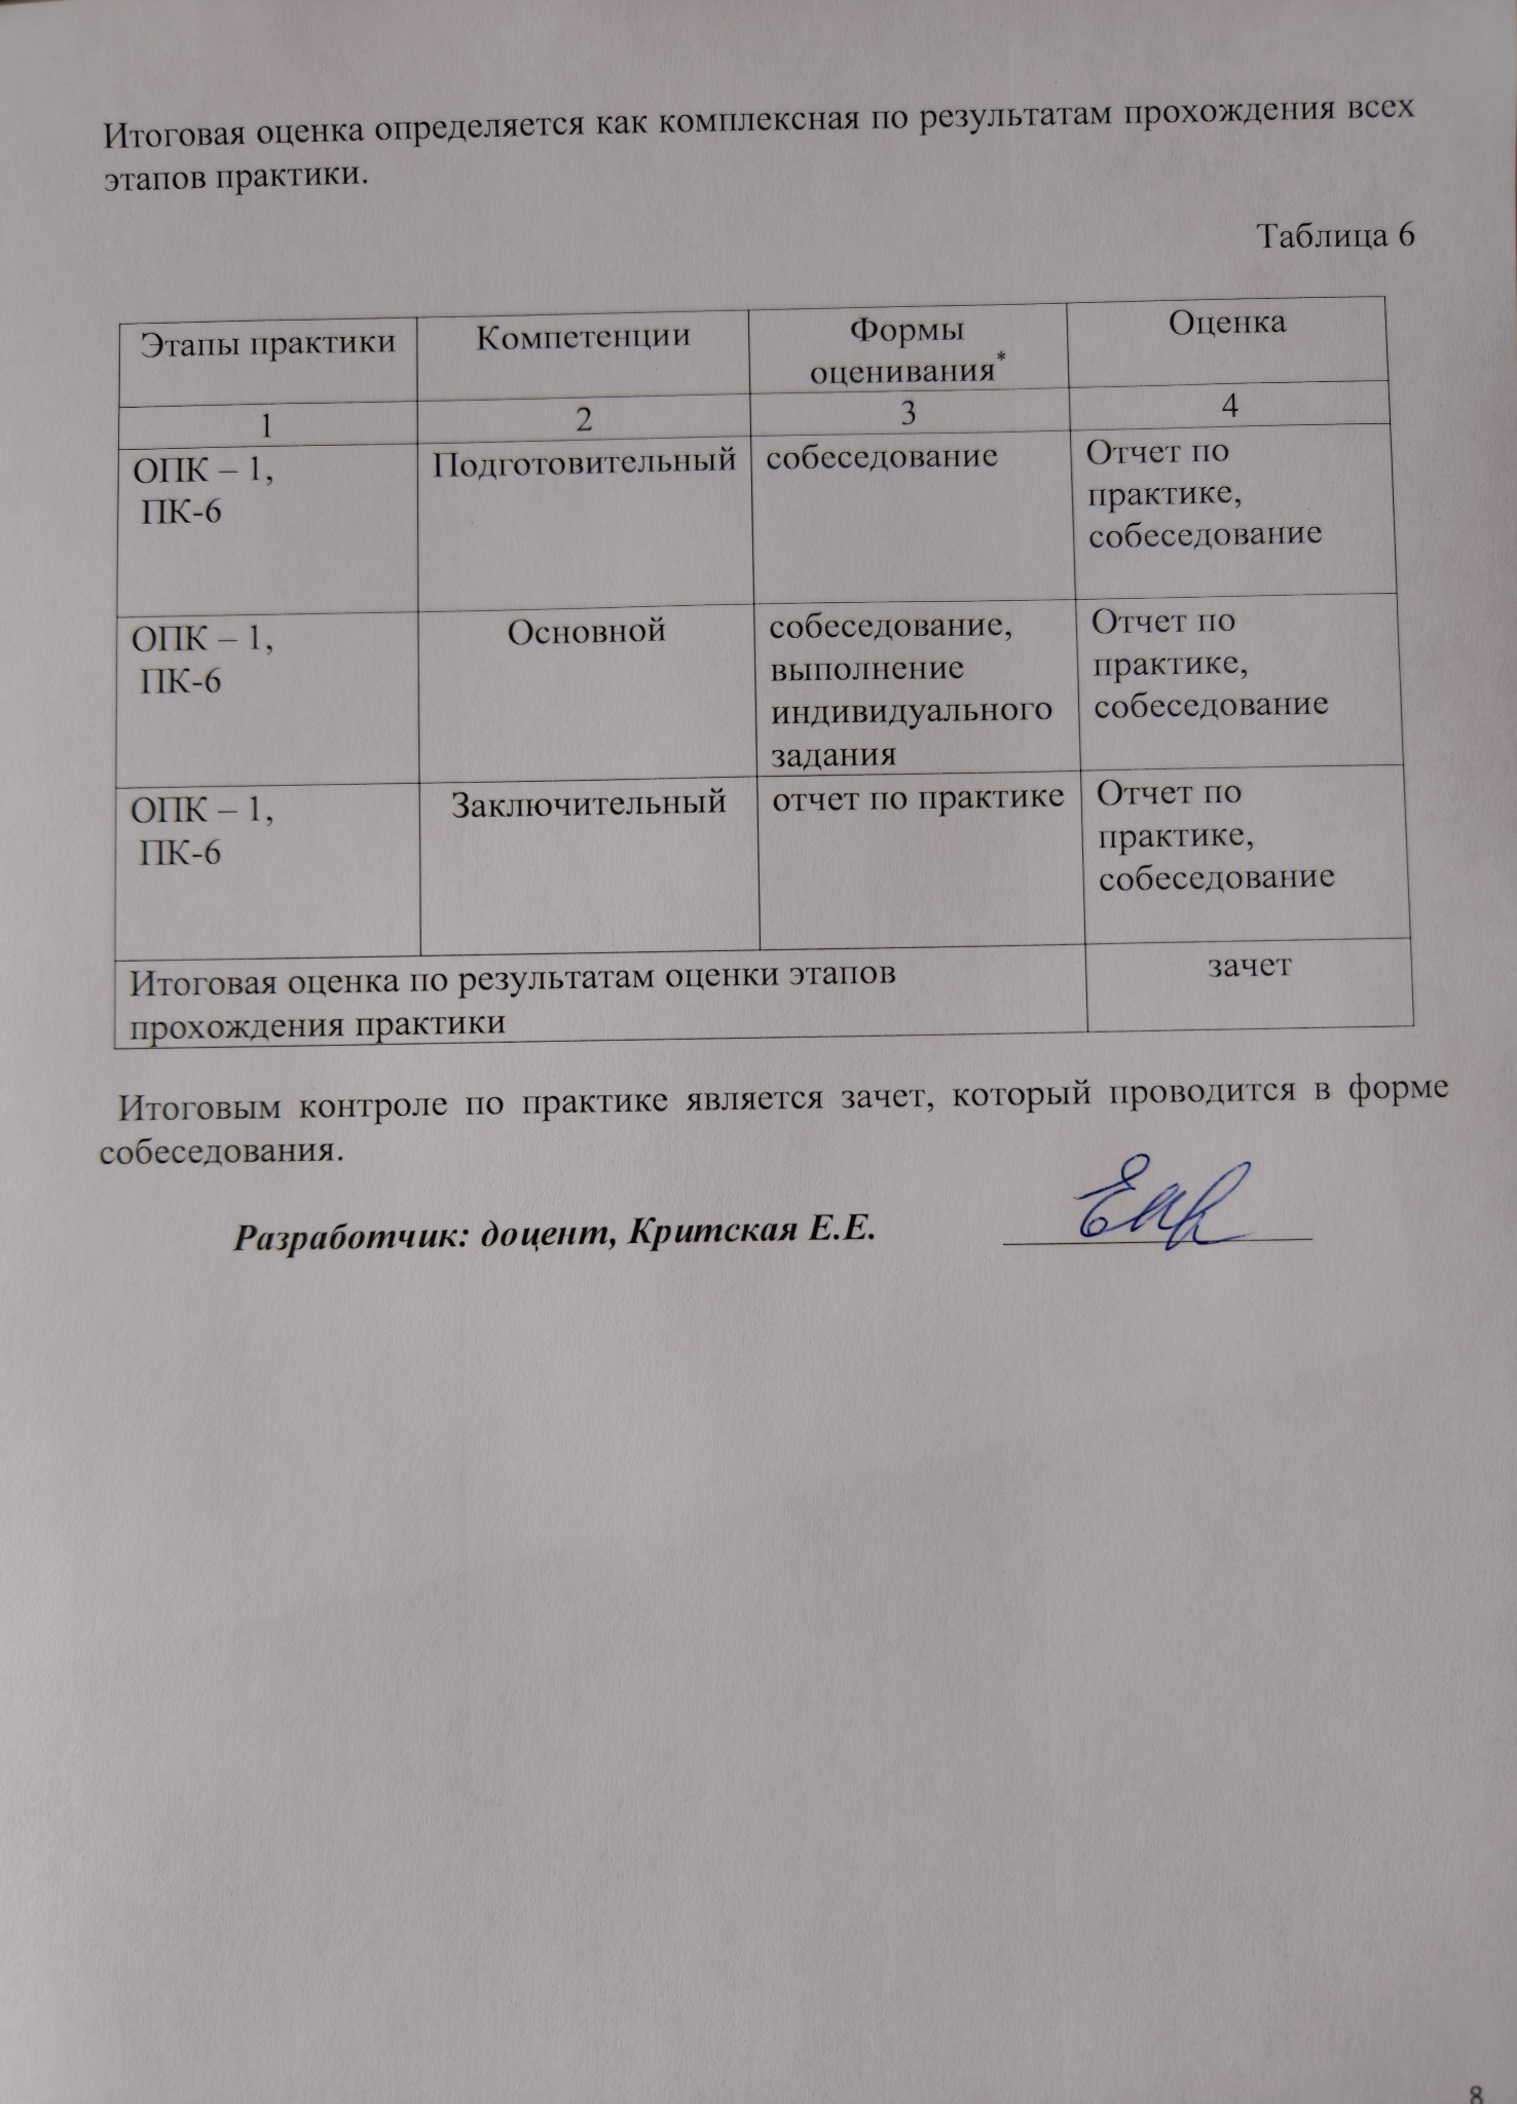 Итоговая оценка определяется как комплексная по результатам прохождения всех
этапов практики.
Таблица 6
Этапы практики
Компетенции
Формы
оценивания*
Оценка
1
2
3
4
ОПК – 1,
ПК-6
Подготовительный
собеседование
Отчет по
практике,
собеседование
ОПК – 1,
ПК-6
Основной
собеседование,
выполнение
индивидуального
задания
Отчет по
практике,
собеседование
ОПК – 1,
ПК-6
Заключительный
отчет по практике
Отчет по
практике,
собеседование
Итоговая оценка по результатам оценки этапов
прохождения практики
зачет
Итоговым контроле по практике является зачет, который проводится в форме
собеседования.
Разработчик: доцент, Критская Е.Е.
8